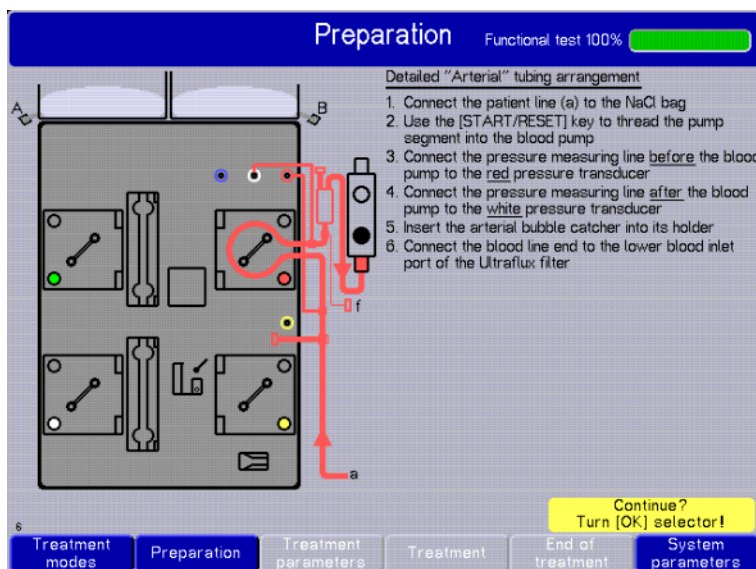 Preparation
Functional test 100%
Detailed "Arterial" tubing arrangement
A
B
1. Connect the patient line (a) to the NaCl bag
2. Use the [START/RESET] key to thread the pump
segment into the blood pump
3. Connect the pressure measuring line before the blood
pump to the red pressure transducer
4. Connect the pressure measuring line after the blood
pump to the white pressure transducer
5. Insert the arterial bubble catcher into its holder
6. Connect the blood line end to the lower blood inlet
port of the Ultraflux filter
f
a
6
Continue?
Turn [OK] selector!
Treatment
modes
Preparation
Treatment
parameters
Treatment
End of
treatment
System
parameters